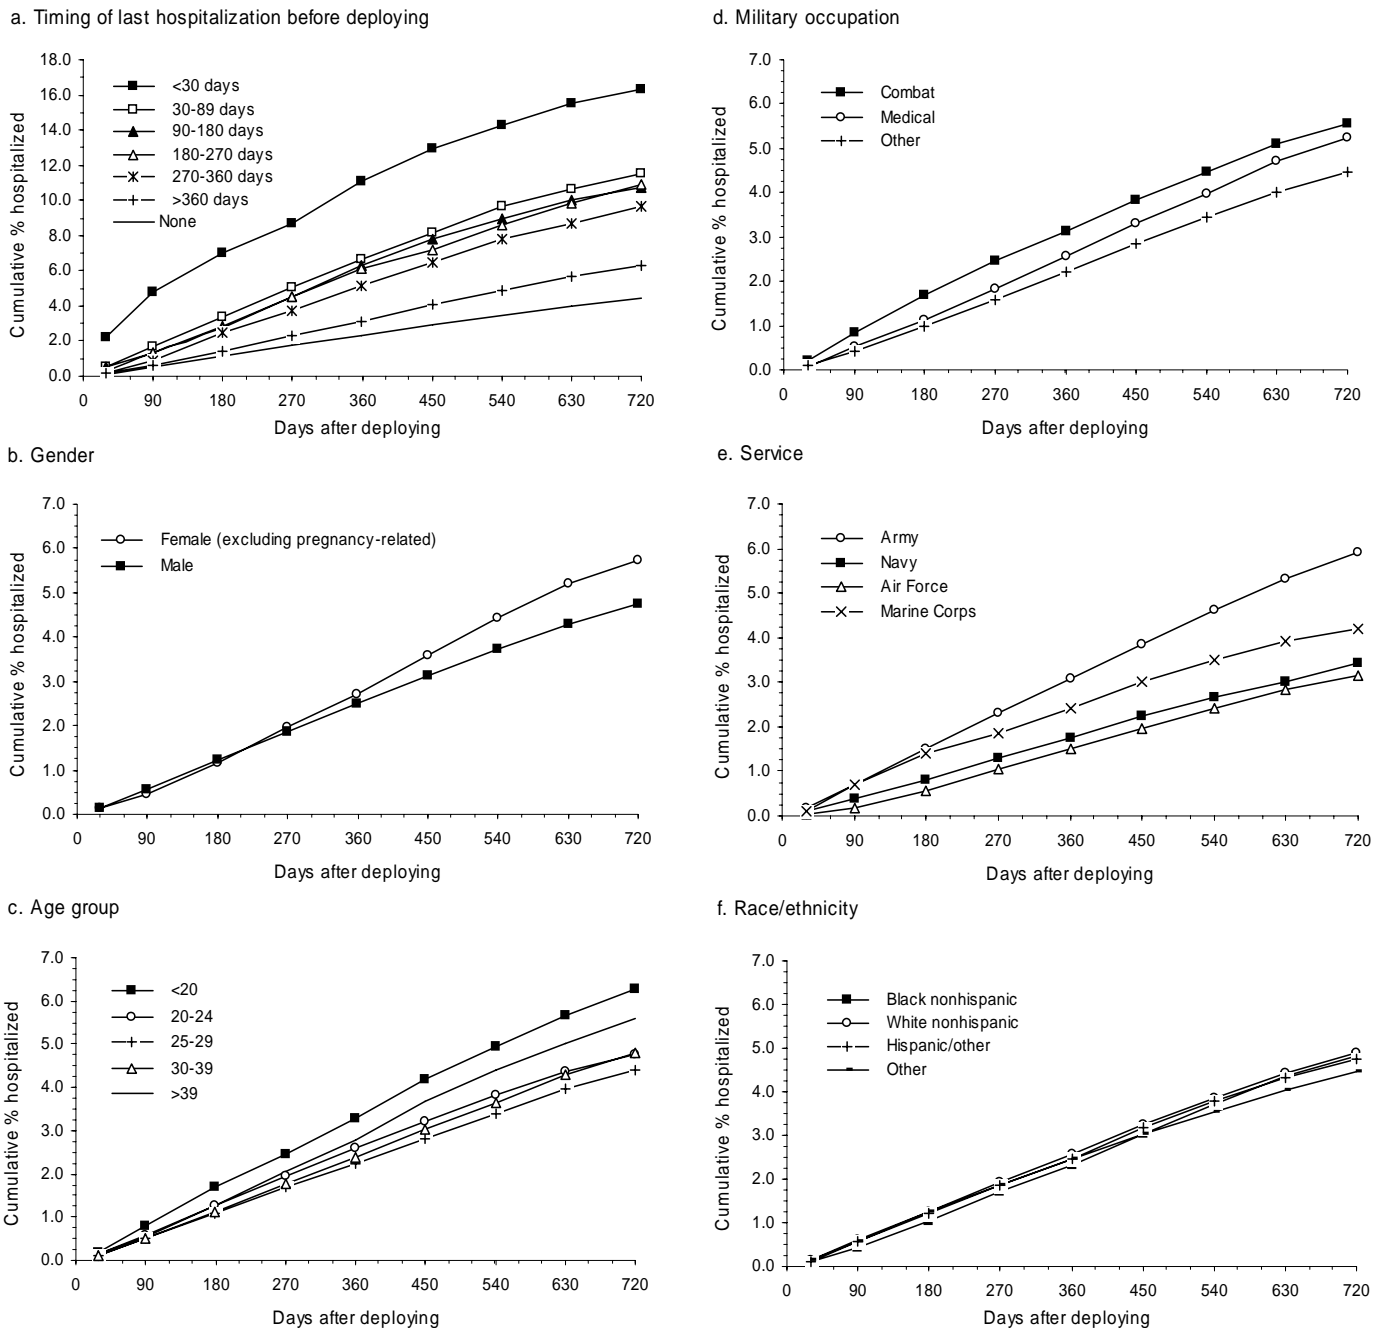 a. Timing of last hospitalization before deploying
18.0
16.0
14.0
12.0
10.0
8.0
6.0
4.0
2.0
0.0
Cumulative % hospitalized
<30 days
30-89 days
90-180 days
180-270 days
270-360 days
>360 days
None
0 90 180 270 360 450 540 630 720
Days after deploying
b. Gender
7.0
6.0
5.0
4.0
3.0
2.0
1.0
0.0
Cumulative % hospitalized
Female (excluding pregnancy-related)
Male
0 90 180 270 360 450 540 630 720
Days after deploying
c. Age group
7.0
6.0
5.0
4.0
3.0
2.0
1.0
0.0
Cumulative % hospitalized
<20
20-24
25-29
30-39
>39
0 90 180 270 360 450 540 630 720
Days after deploying
d. Military occupation
7.0
6.0
5.0
4.0
3.0
2.0
1.0
0.0
Cumulative % hospitalized
Combat
Medical
Other
0 90 180 270 360 450 540 630 720
Days after deploying
e. Service
7.0
6.0
5.0
4.0
3.0
2.0
1.0
0.0
Cumulative % hospitalized
Army
Navy
Air Force
Marine Corps
0 90 180 270 360 450 540 630 720
Days after deploying
f. Race/ethnicity
7.0
6.0
5.0
4.0
3.0
2.0
1.0
0.0
Cumulative % hospitalized
Black nonhispanic
White nonhispanic
Hispanic/other
Other
0 90 180 270 360 450 540 630 720
Days after deploying